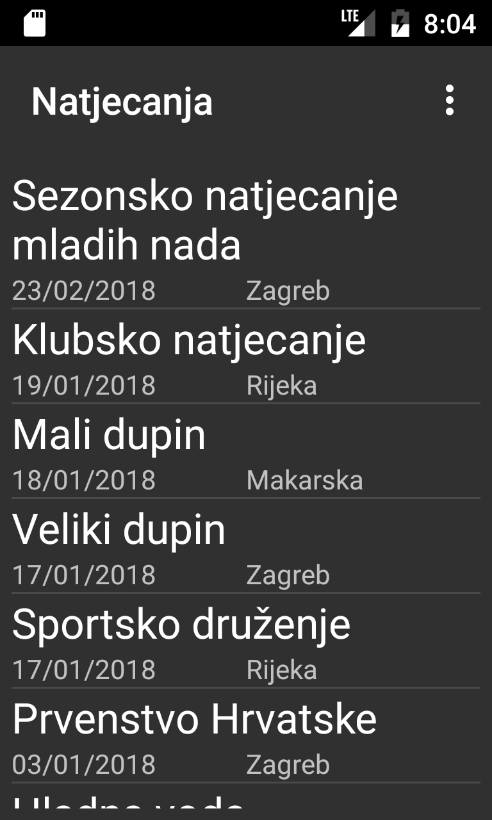 LTE 8:04
Natjecanja
Sezonsko natjecanje
mladih nada
23/02/2018 Zagreb
Klubsko natjecanje
19/01/2018 Rijeka
Mali dupin
18/01/2018 Makarska
Veliki dupin
17/01/2018 Zagreb
Sportsko druženje
17/01/2018 Rijeka
Prvenstvo Hrvatske
03/01/2018 Zagreb